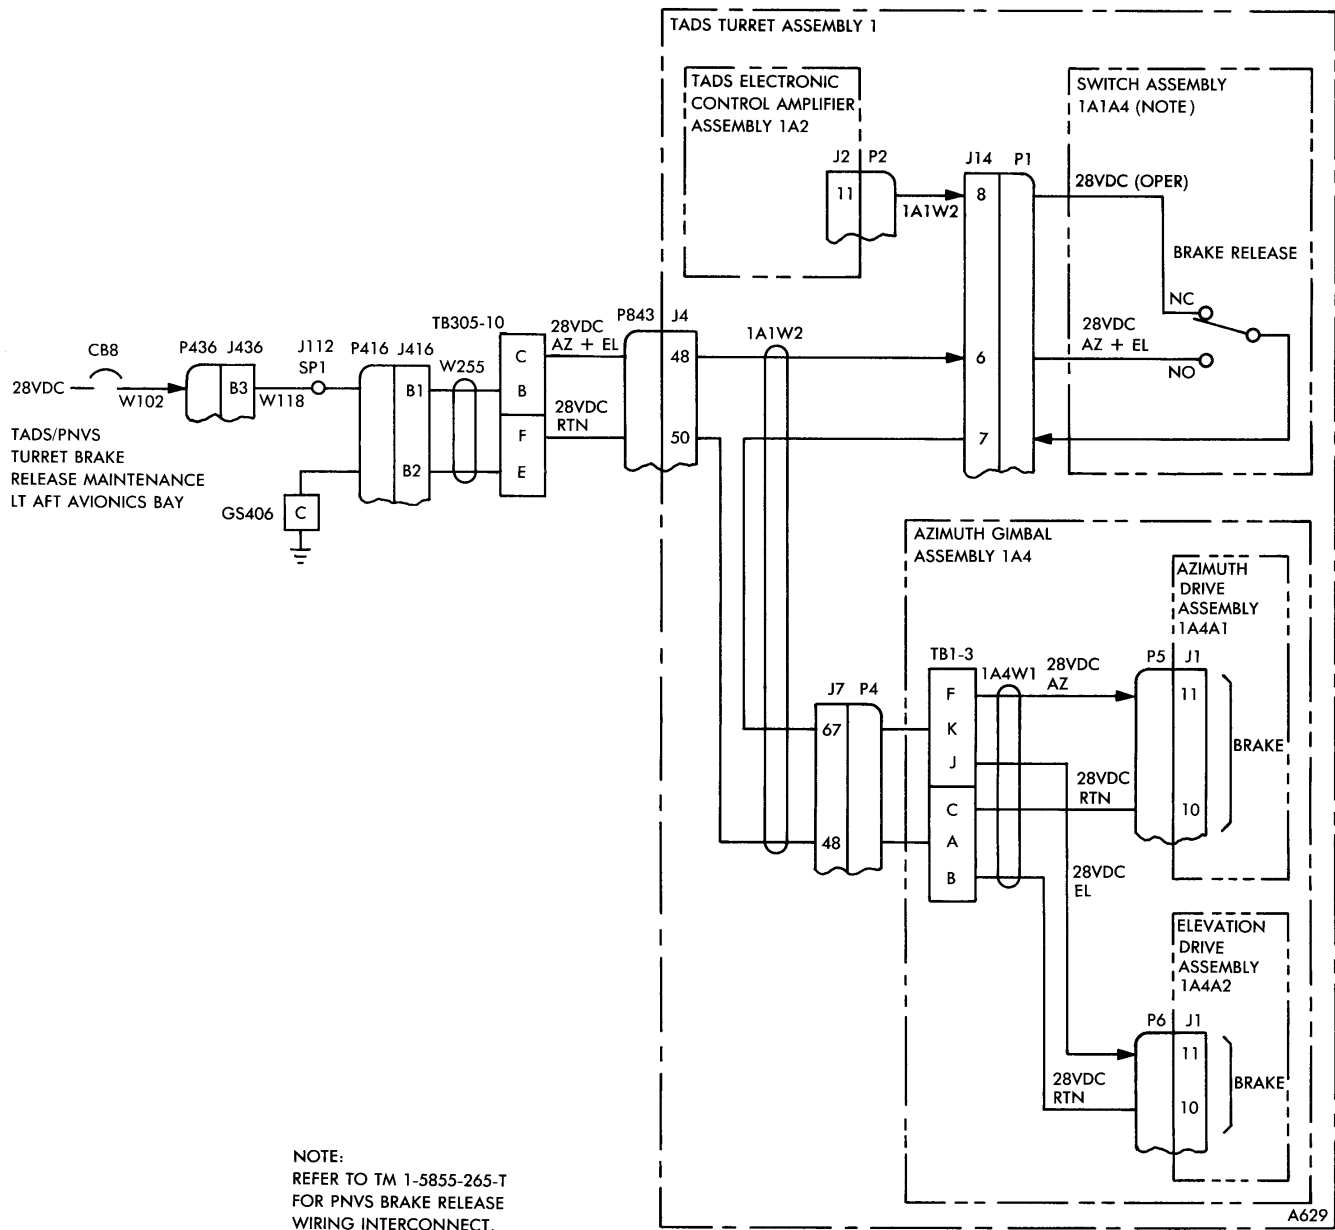 TADS TURRET ASSEMBLY 1
TADS ELECTRONIC
CONTROL AMPLIFIER
ASSEMBLY 1A2
J2 P2
11
1A1W2
J14 P1
8
6
7
SWITCH ASSEMBLY
1A1A4 (NOTE)
28VDC (OPER)
BRAKE RELEASE
NC
28VDC
AZ + EL
NO
28VDC
CB8
W102
P436 J436
B3
W118
J112
SP1
P416 J416
B1
B2
W255
TB305-10
C
B
F
E
28VDC
AZ + EL
28VDC
RTN
P843 J4
48
50
1A1W2
TADS/PNVS
TURRET BRAKE
RELEASE MAINTENANCE
LT AFT AVIONICS BAY
GS406
C
AZIMUTH GIMBAL
ASSEMBLY 1A4
AZIMUTH
DRIVE
ASSEMBLY
1A4A1
J7 P4
67
48
TB1-3
F
K
J
C
A
B
1A4W1
28VDC
AZ
P5 J1
11
10
BRAKE
28VDC
RTN
28VDC
EL
ELEVATION
DRIVE
ASSEMBLY
1A4A2
P6 J1
11
10
BRAKE
28VDC
RTN
NOTE:
REFER TO TM 1-5855-265-T
FOR PNVS BRAKE RELEASE
WIRING INTERCONNECT.
A629